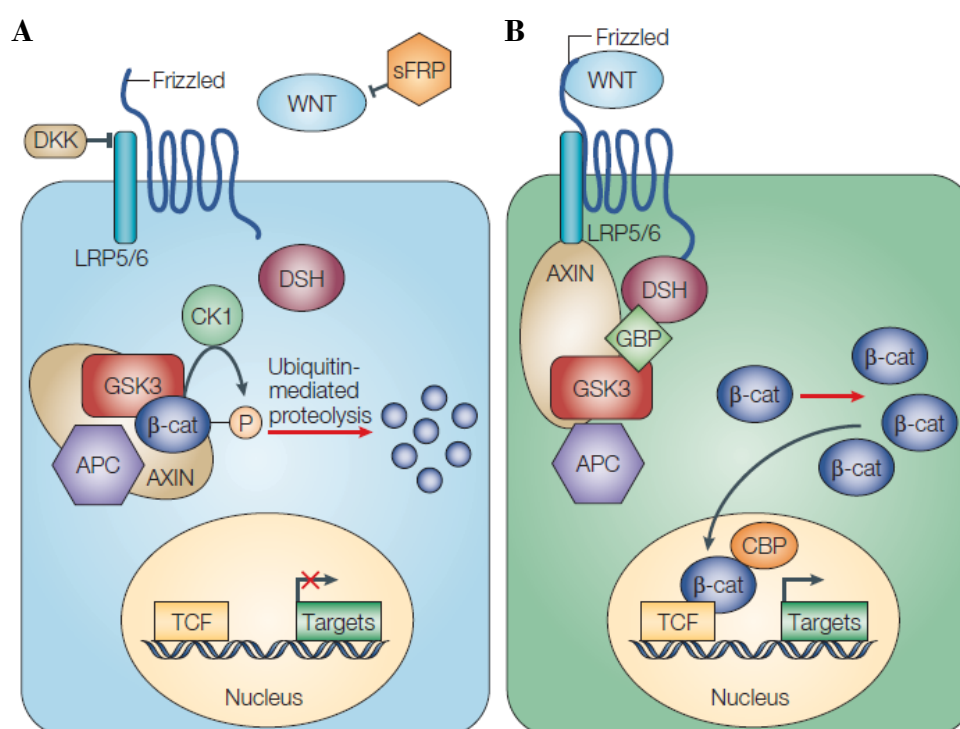 A
Frizzled
sFRP
WNT
DKK
LRP5/6
DSH
CK1
Ubiquitin-
mediated
proteolysis
GSK3
β-cat
P
APC
AXIN
TCF
Targets
Nucleus
B
Frizzled
WNT
LRP5/6
AXIN
DSH
GBP
GSK3
APC
β-cat
β-cat
β-cat
β-cat
CBP
β-cat
TCF
Targets
Nucleus